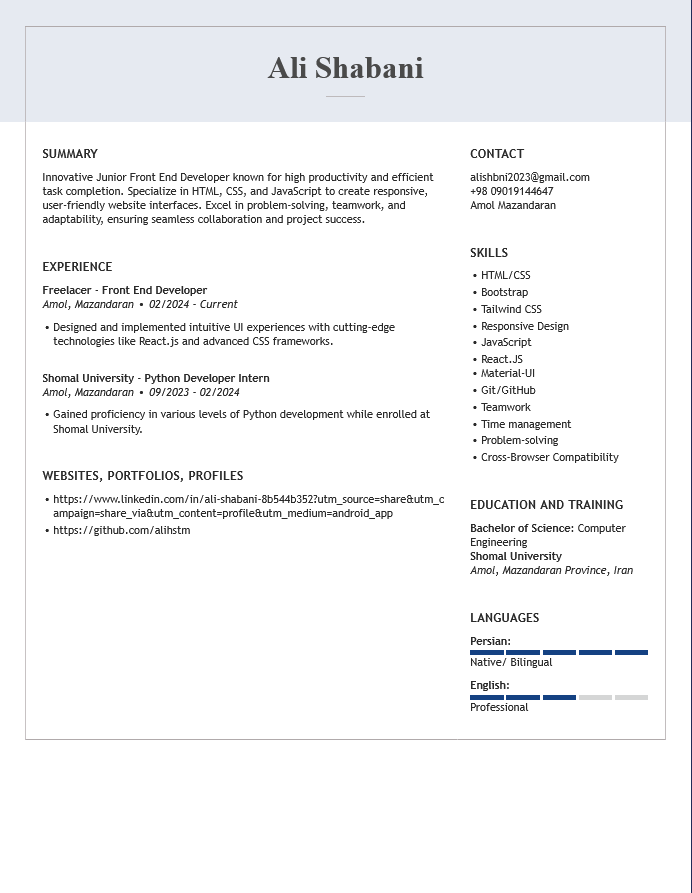 Ali Shabani
SUMMARY
Innovative Junior Front End Developer known for high productivity and efficient
task completion. Specialize in HTML, CSS, and JavaScript to create responsive,
user-friendly website interfaces. Excel in problem-solving, teamwork, and
adaptability, ensuring seamless collaboration and project success.
EXPERIENCE
Freelacer - Front End Developer
Amol, Mazandaran • 02/2024 - Current
• Designed and implemented intuitive UI experiences with cutting-edge
technologies like React.js and advanced CSS frameworks.
Shomal University - Python Developer Intern
Amol, Mazandaran • 09/2023 - 02/2024
• Gained proficiency in various levels of Python development while enrolled at
Shomal University.
WEBSITES, PORTFOLIOS, PROFILES
• https://www.linkedin.com/in/ali-shabani-8b544b352?utm_source=share&utm_c
ampaign=share_via&utm_content=profile&utm_medium=android_app
• https://github.com/alihstm
CONTACT
alishbni2023@gmail.com
+98 09019144647
Amol Mazandaran
SKILLS
• HTML/CSS
• Bootstrap
• Tailwind CSS
• Responsive Design
• JavaScript
• React.JS
• Material-UI
• Git/GitHub
• Teamwork
• Time management
• Problem-solving
• Cross-Browser Compatibility
EDUCATION AND TRAINING
Bachelor of Science: Computer
Engineering
Shomal University
Amol, Mazandaran Province, Iran
LANGUAGES
Persian:
Native/ Bilingual
English:
Professional